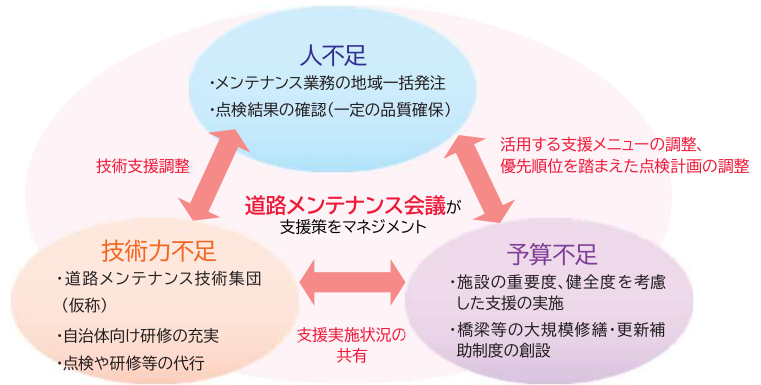 人不足
・メンテナンス業務の地域一括発注
・点検結果の確認（一定の品質確保）
技術支援調整
活用する支援メニューの調整、
優先順位を踏まえた点検計画の調整
道路メンテナンス会議が
支援策をマネジメント
技術力不足
・道路メンテナンス技術集団
（仮称）
・自治体向け研修の充実
・点検や研修等の代行
予算不足
・施設の重要度、健全度を考慮
した支援の実施
・橋梁等の大規模修繕・更新補
助制度の創設
支援実施状況の
共有